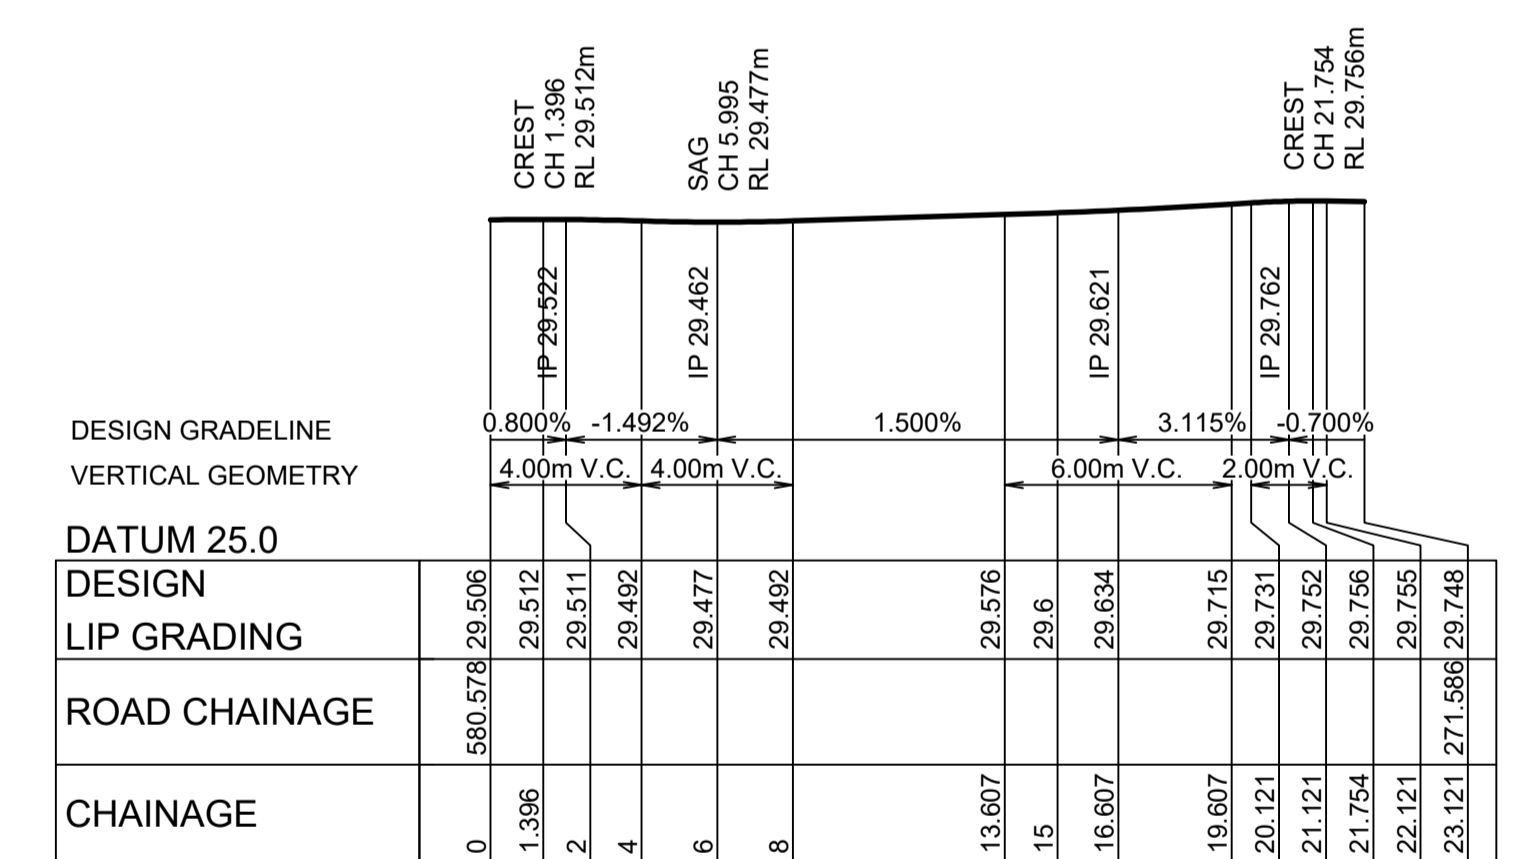 CREST
CH 1.396
RL 29.512m
SAG
CH 5.995
RL 29.477m
CREST
CH 21.754
RL 29.756m
IP 29.522
IP 29.462
IP 29.621
IP 29.762
DESIGN GRADELINE 0.800% -1.492% 1.500% 3.115% -0.700%
VERTICAL GEOMETRY 4.00m V.C. 4.00m V.C. 6.00m V.C. 2.00m V.C.
DATUM 25.0
DESIGN
LIP GRADING 29.506 29.512 29.511 29.492 29.477 29.492 29.576 29.6 29.634 29.715 29.731 29.752 29.756 29.755 29.748
ROAD CHAINAGE 580.578 271.586
CHAINAGE 0 1.396 2 4 6 8 13.607 15 16.607 19.607 20.121 21.121 21.754 22.121 23.121